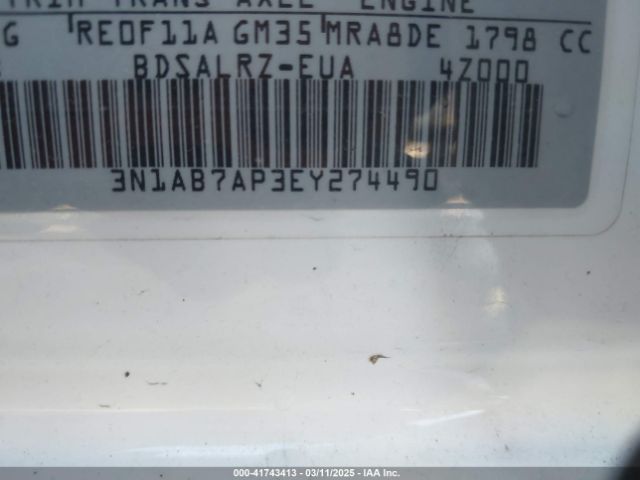 TRIM TRANS AXLE ENGINE
G RE0F11A GM35 MRA8DE 1798 CC
BDSALRZ-EUA 4Z000
3N1AB7AP3EY274490
000-41743413 - 03/11/2025 - IAA Inc.